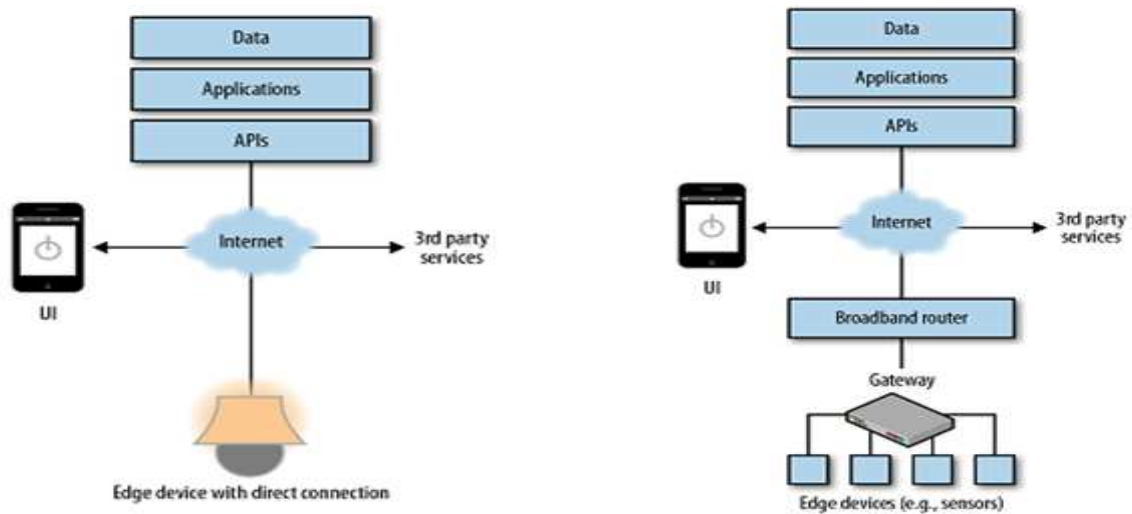 Data
Applications
APIs
Internet
3rd party
services
UI
Edge device with direct connection
Data
Applications
APIs
Internet
3rd party
services
UI
Broadband router
Gateway
Edge devices (e.g., sensors)